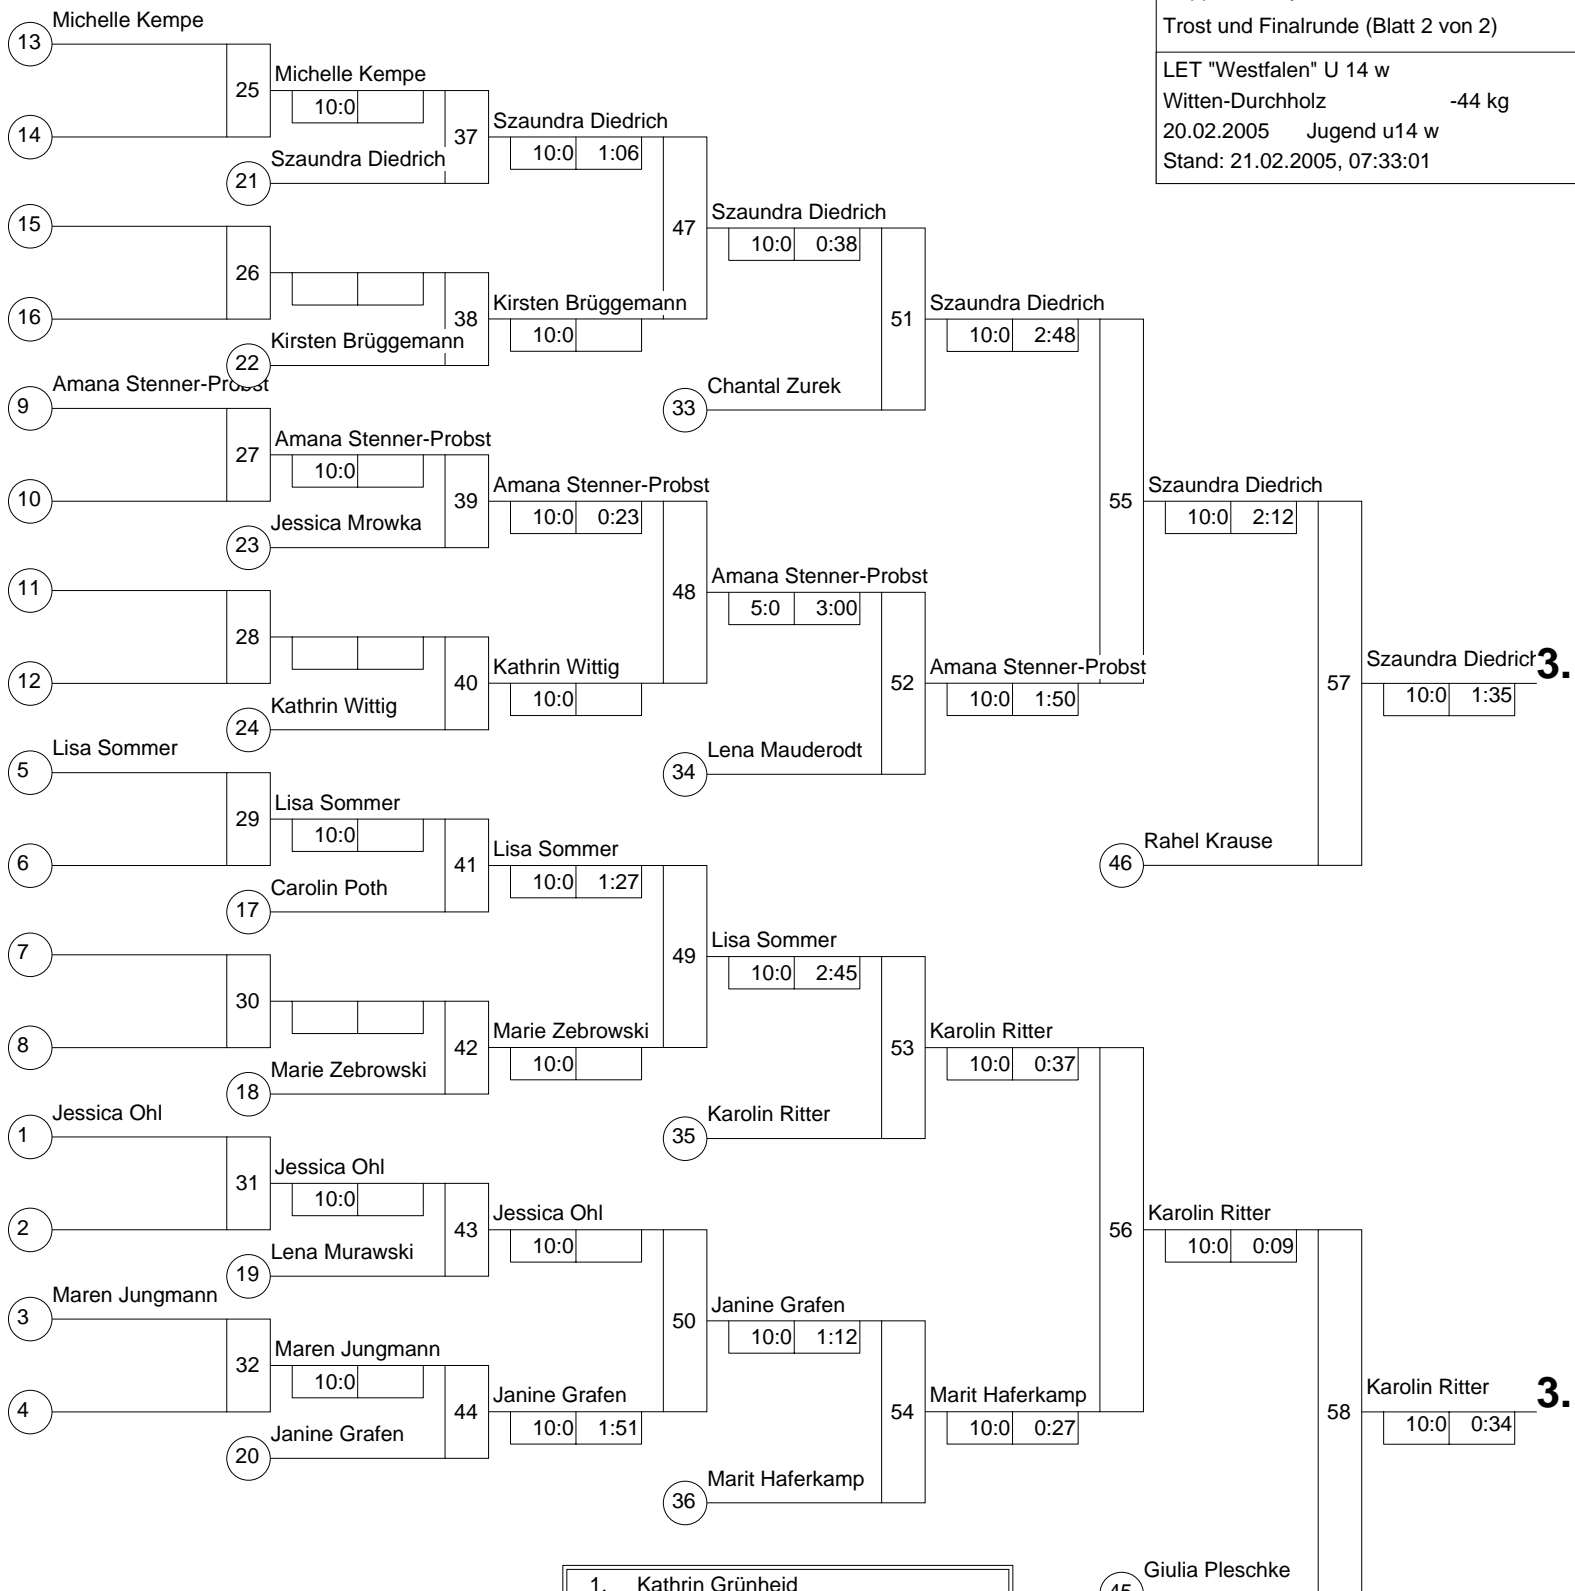 Trost und Finalrunde (Blatt 2 von 2)
LET "Westfalen" U 14 w
Witten-Durchholz -44 kg
20.02.2005 Jugend u14 w
Stand: 21.02.2005, 07:33:01
Michelle Kempe
13
25
Michelle Kempe
10:0
14
37
Szaundra Diedrich
10:0 1:06
Szaundra Diedrich
21
15
47
Szaundra Diedrich
10:0 0:38
26
16
38
Kirsten Brüggemann
10:0
Kirsten Brüggemann
22
51
Szaundra Diedrich
10:0 2:48
Amana Stenner-Probst
9
Chantal Zurek
33
27
Amana Stenner-Probst
10:0
10
39
Amana Stenner-Probst
10:0 0:23
Jessica Mrowka
23
55
Szaundra Diedrich
10:0 2:12
11
48
Amana Stenner-Probst
5:0 3:00
28
12
40
Kathrin Wittig
10:0
Kathrin Wittig
24
52
Amana Stenner-Probst
10:0 1:50
57
Szaundra Diedrich 3.
10:0 1:35
Lisa Sommer
5
Lena Mauderodt
34
29
Lisa Sommer
10:0
6
41
Lisa Sommer
10:0 1:27
Rahel Krause
46
Carolin Poth
17
7
49
Lisa Sommer
10:0 2:45
30
8
42
Marie Zebrowski
10:0
Marie Zebrowski
18
53
Karolin Ritter
10:0 0:37
Jessica Ohl
1
Karolin Ritter
35
31
Jessica Ohl
10:0
2
43
Jessica Ohl
10:0
Lena Murawski
19
56
Karolin Ritter
10:0 0:09
Maren Jungmann
3
50
Janine Grafen
10:0 1:12
32
Maren Jungmann
10:0
4
44
Janine Grafen
10:0 1:51
Janine Grafen
20
54
Marit Haferkamp
10:0 0:27
58
Karolin Ritter 3.
10:0 0:34
Marit Haferkamp
36
Giulia Pleschke
45
1. Kathrin Grünheid